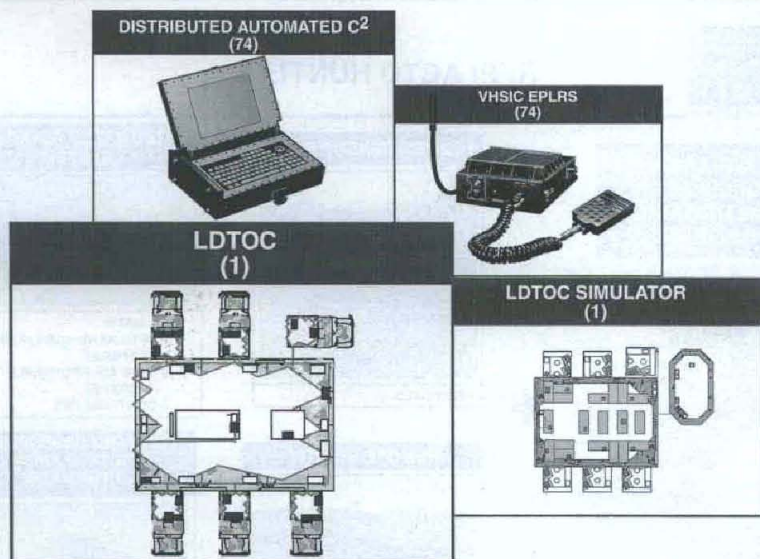 DISTRIBUTED AUTOMATED C²
(74)
VHSIC EPLRS
(74)
LDTOC
(1)
LDTOC SIMULATOR
(1)